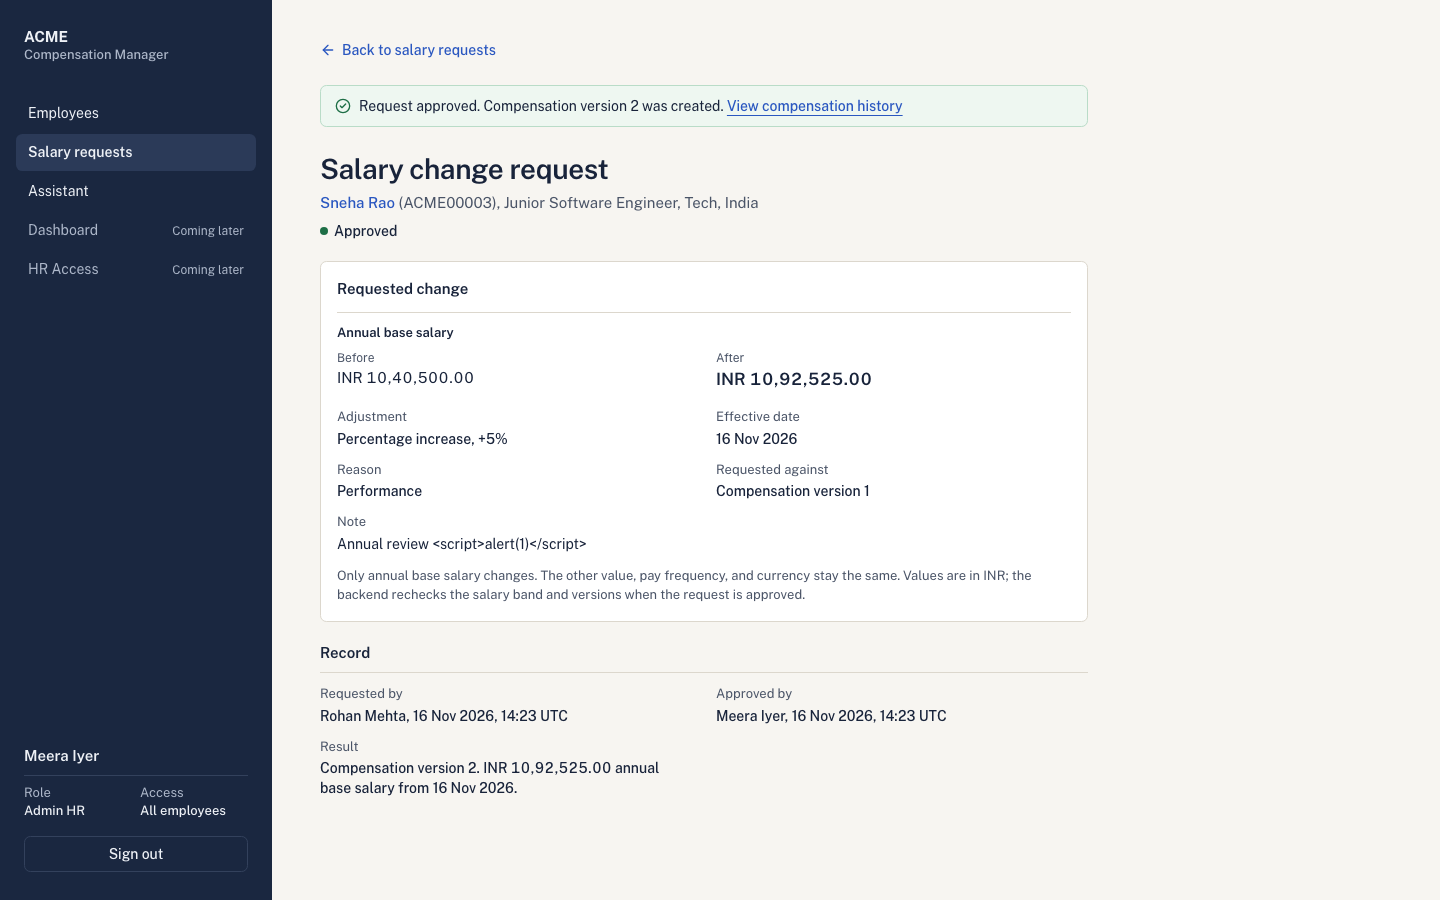 ACME
Compensation Manager
Employees
Salary requests
Assistant
Dashboard Coming later
HR Access Coming later
Meera Iyer
Role Access
Admin HR All employees
Sign out
Back to salary requests
Request approved. Compensation version 2 was created. View compensation history
Salary change request
Sneha Rao (ACME00003), Junior Software Engineer, Tech, India
Approved
Requested change
Annual base salary
Before After
INR 10,40,500.00 INR 10,92,525.00
Adjustment Effective date
Percentage increase, +5% 16 Nov 2026
Reason Requested against
Performance Compensation version 1
Note
Annual review <script>alert(1)</script>
Only annual base salary changes. The other value, pay frequency, and currency stay the same. Values are in INR; the
backend rechecks the salary band and versions when the request is approved.
Record
Requested by Approved by
Rohan Mehta, 16 Nov 2026, 14:23 UTC Meera Iyer, 16 Nov 2026, 14:23 UTC
Result
Compensation version 2. INR 10,92,525.00 annual
base salary from 16 Nov 2026.